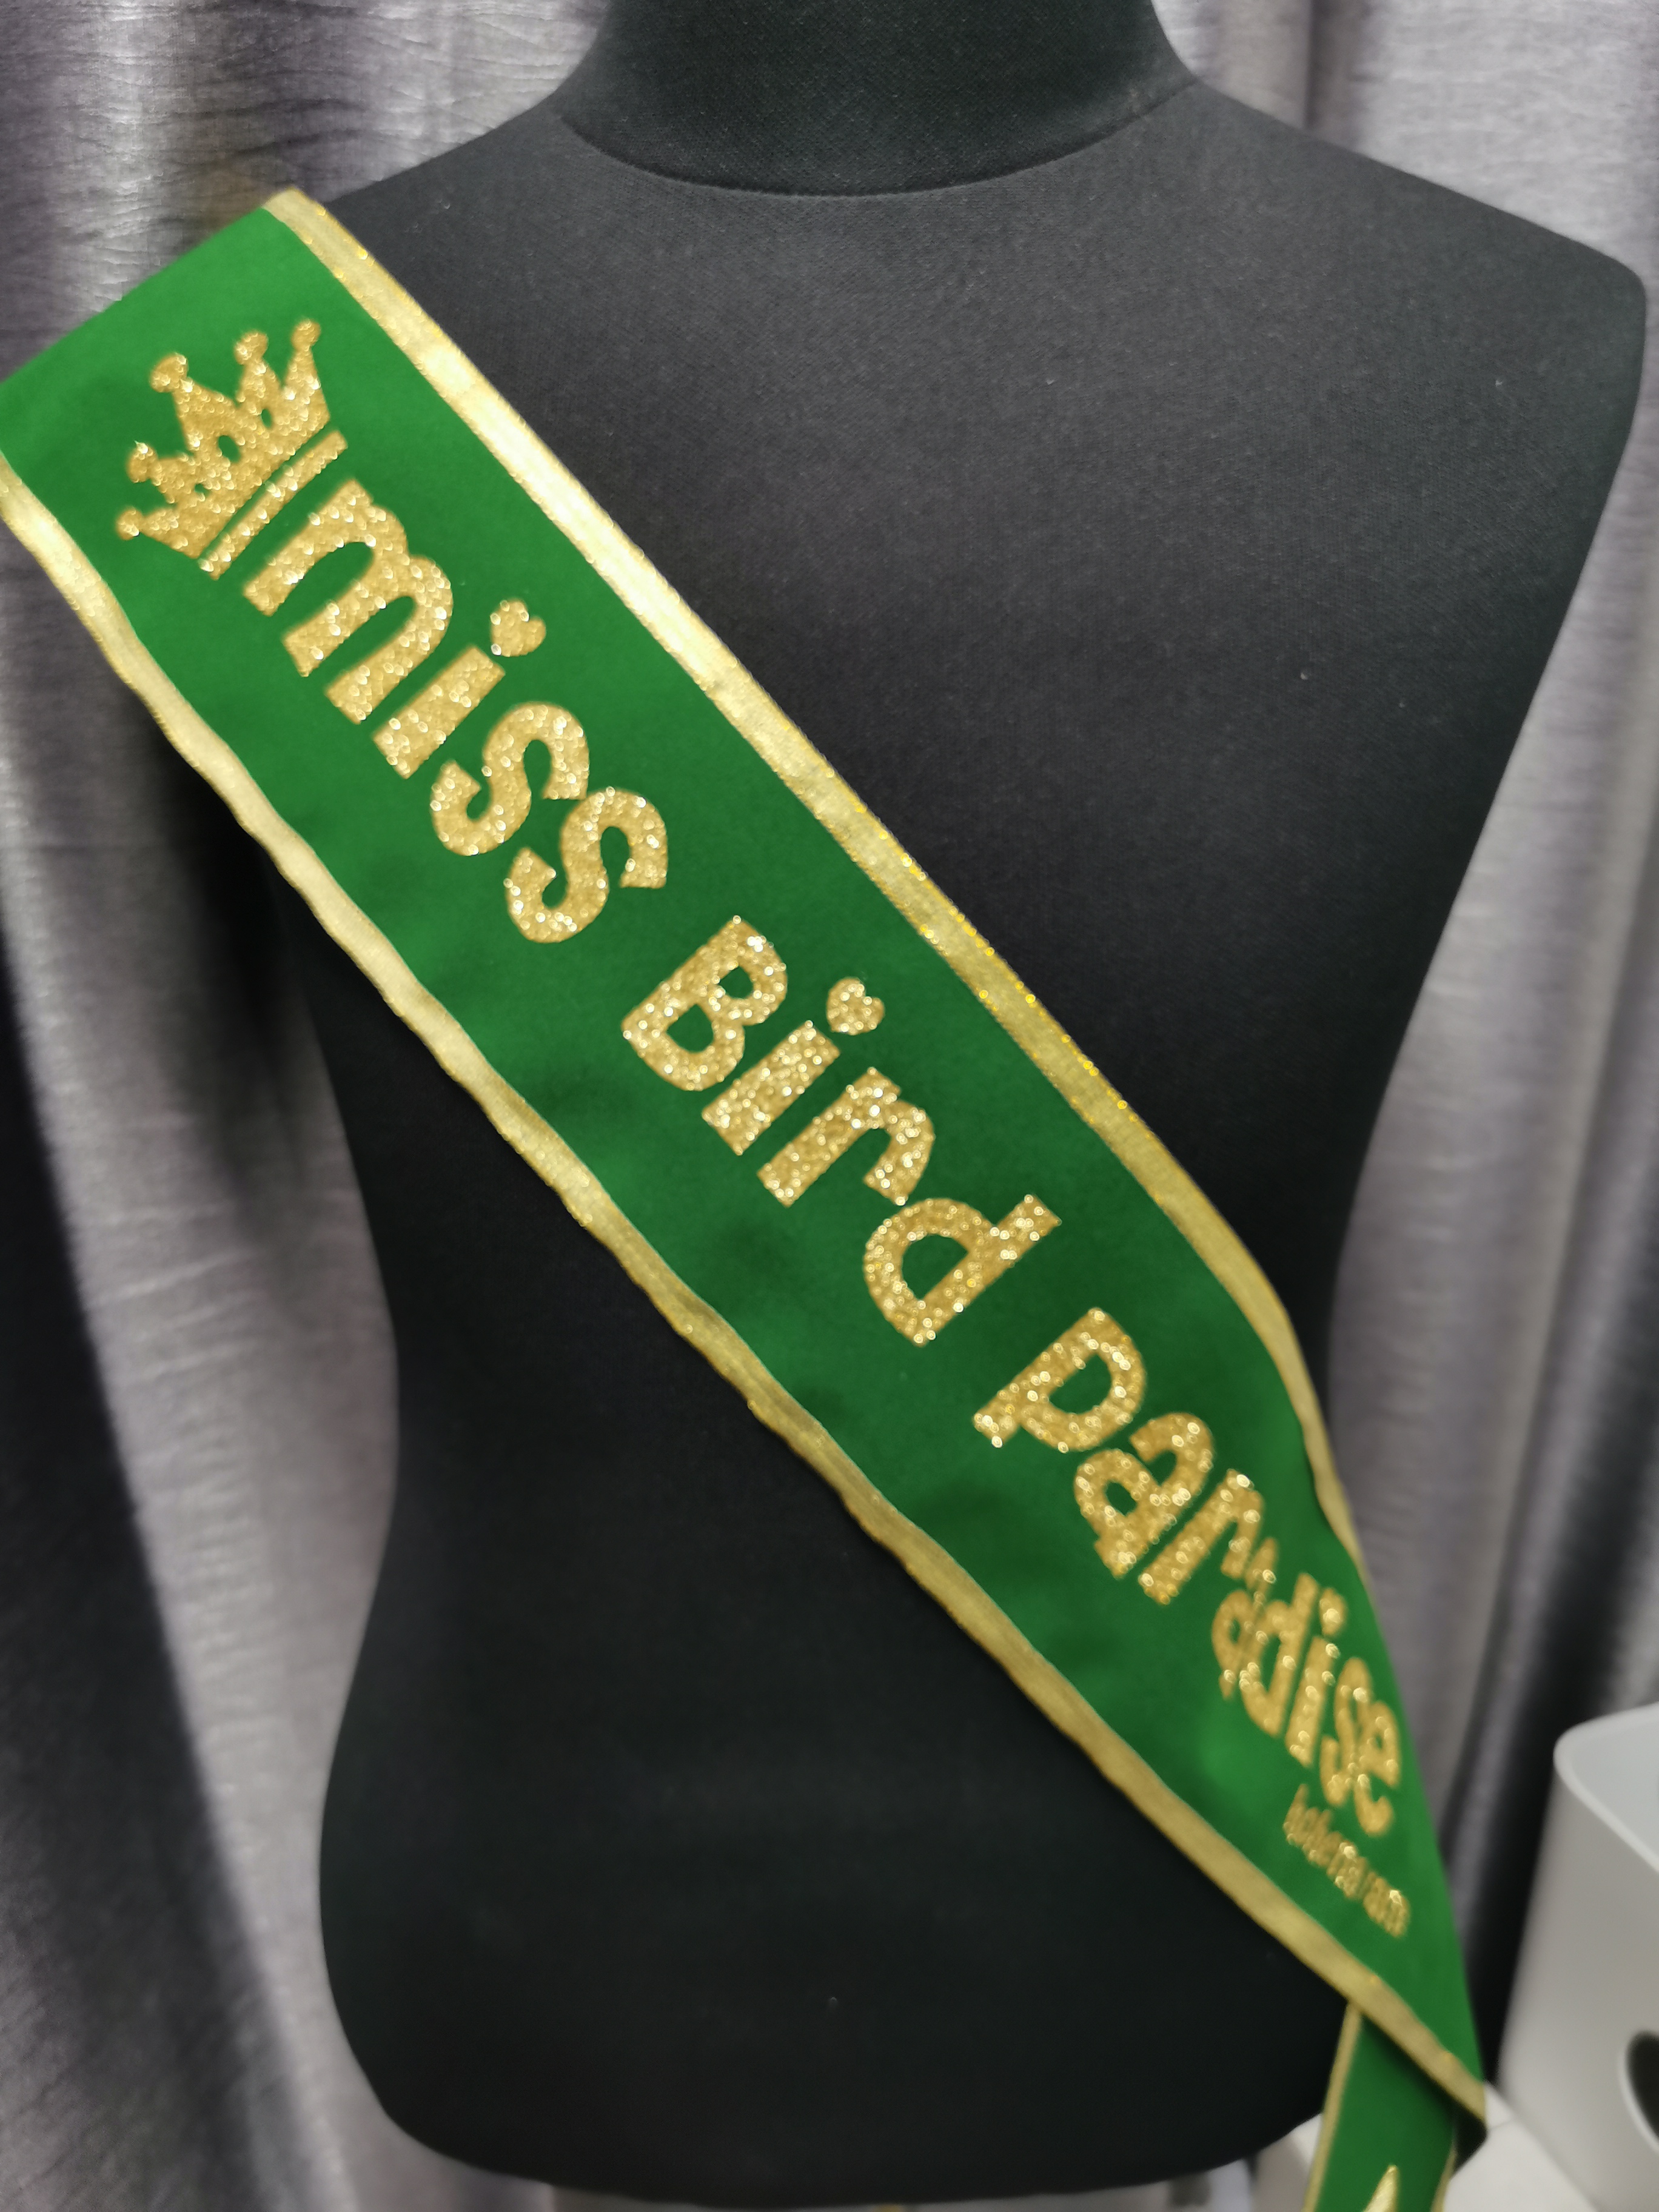 miss Bird paradise